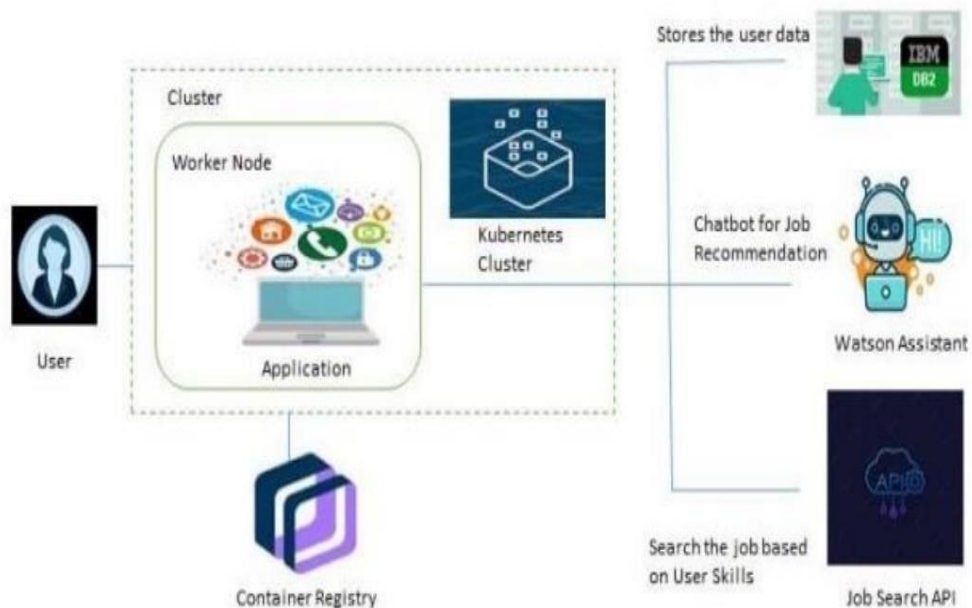 Stores the user data
IBM
DB2
Cluster
Worker Node
Kubernetes
Cluster
Chatbot for Job
Recommendation
HI!
User
Application
Watson Assistant
API
Search the job based
on User Skills
Container Registry
Job Search API